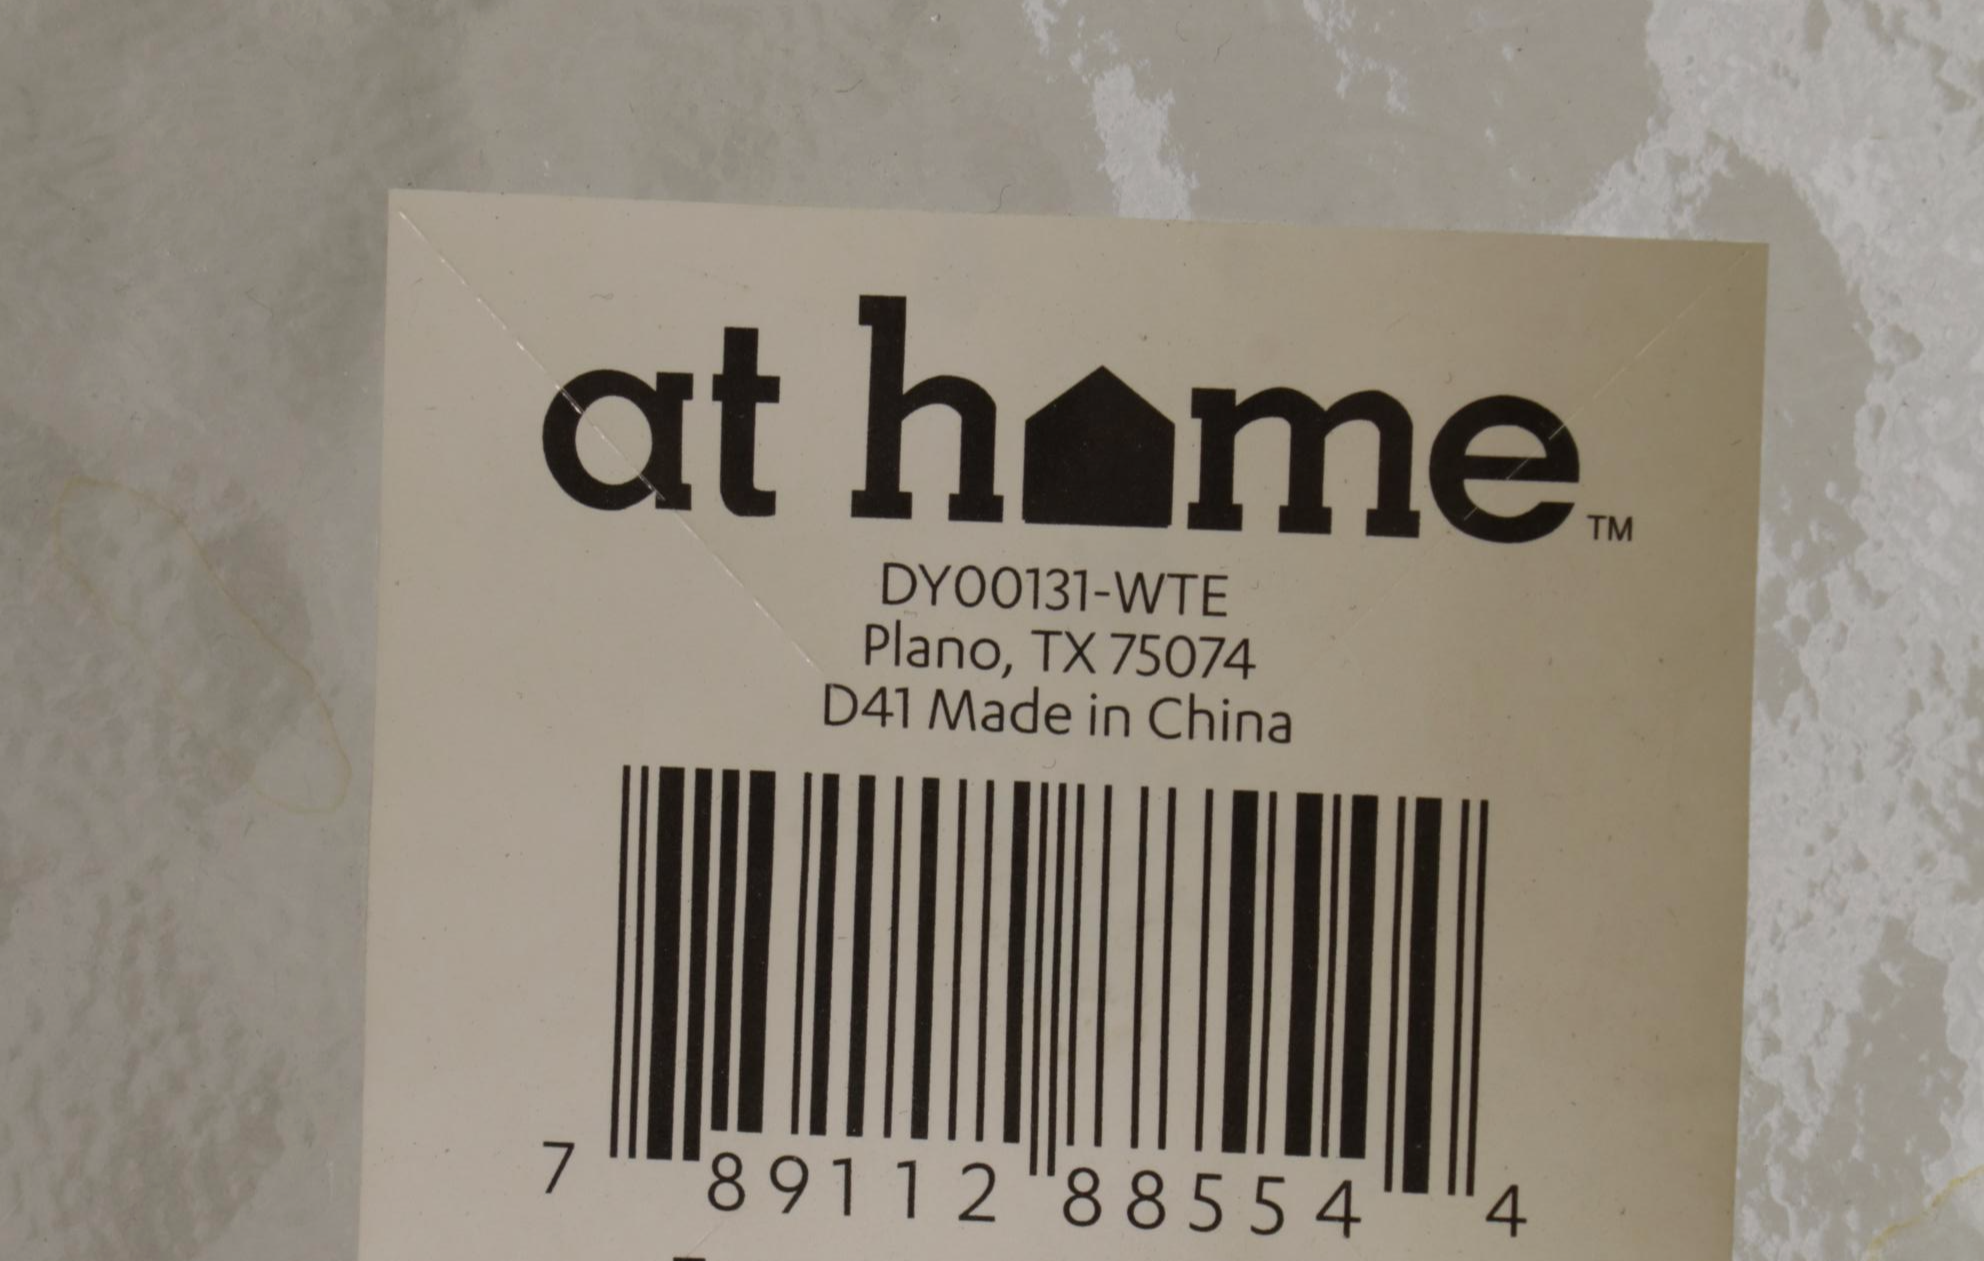 at home™
DY00131-WTE
Plano, TX 75074
D41 Made in China
7 89112 88554 4